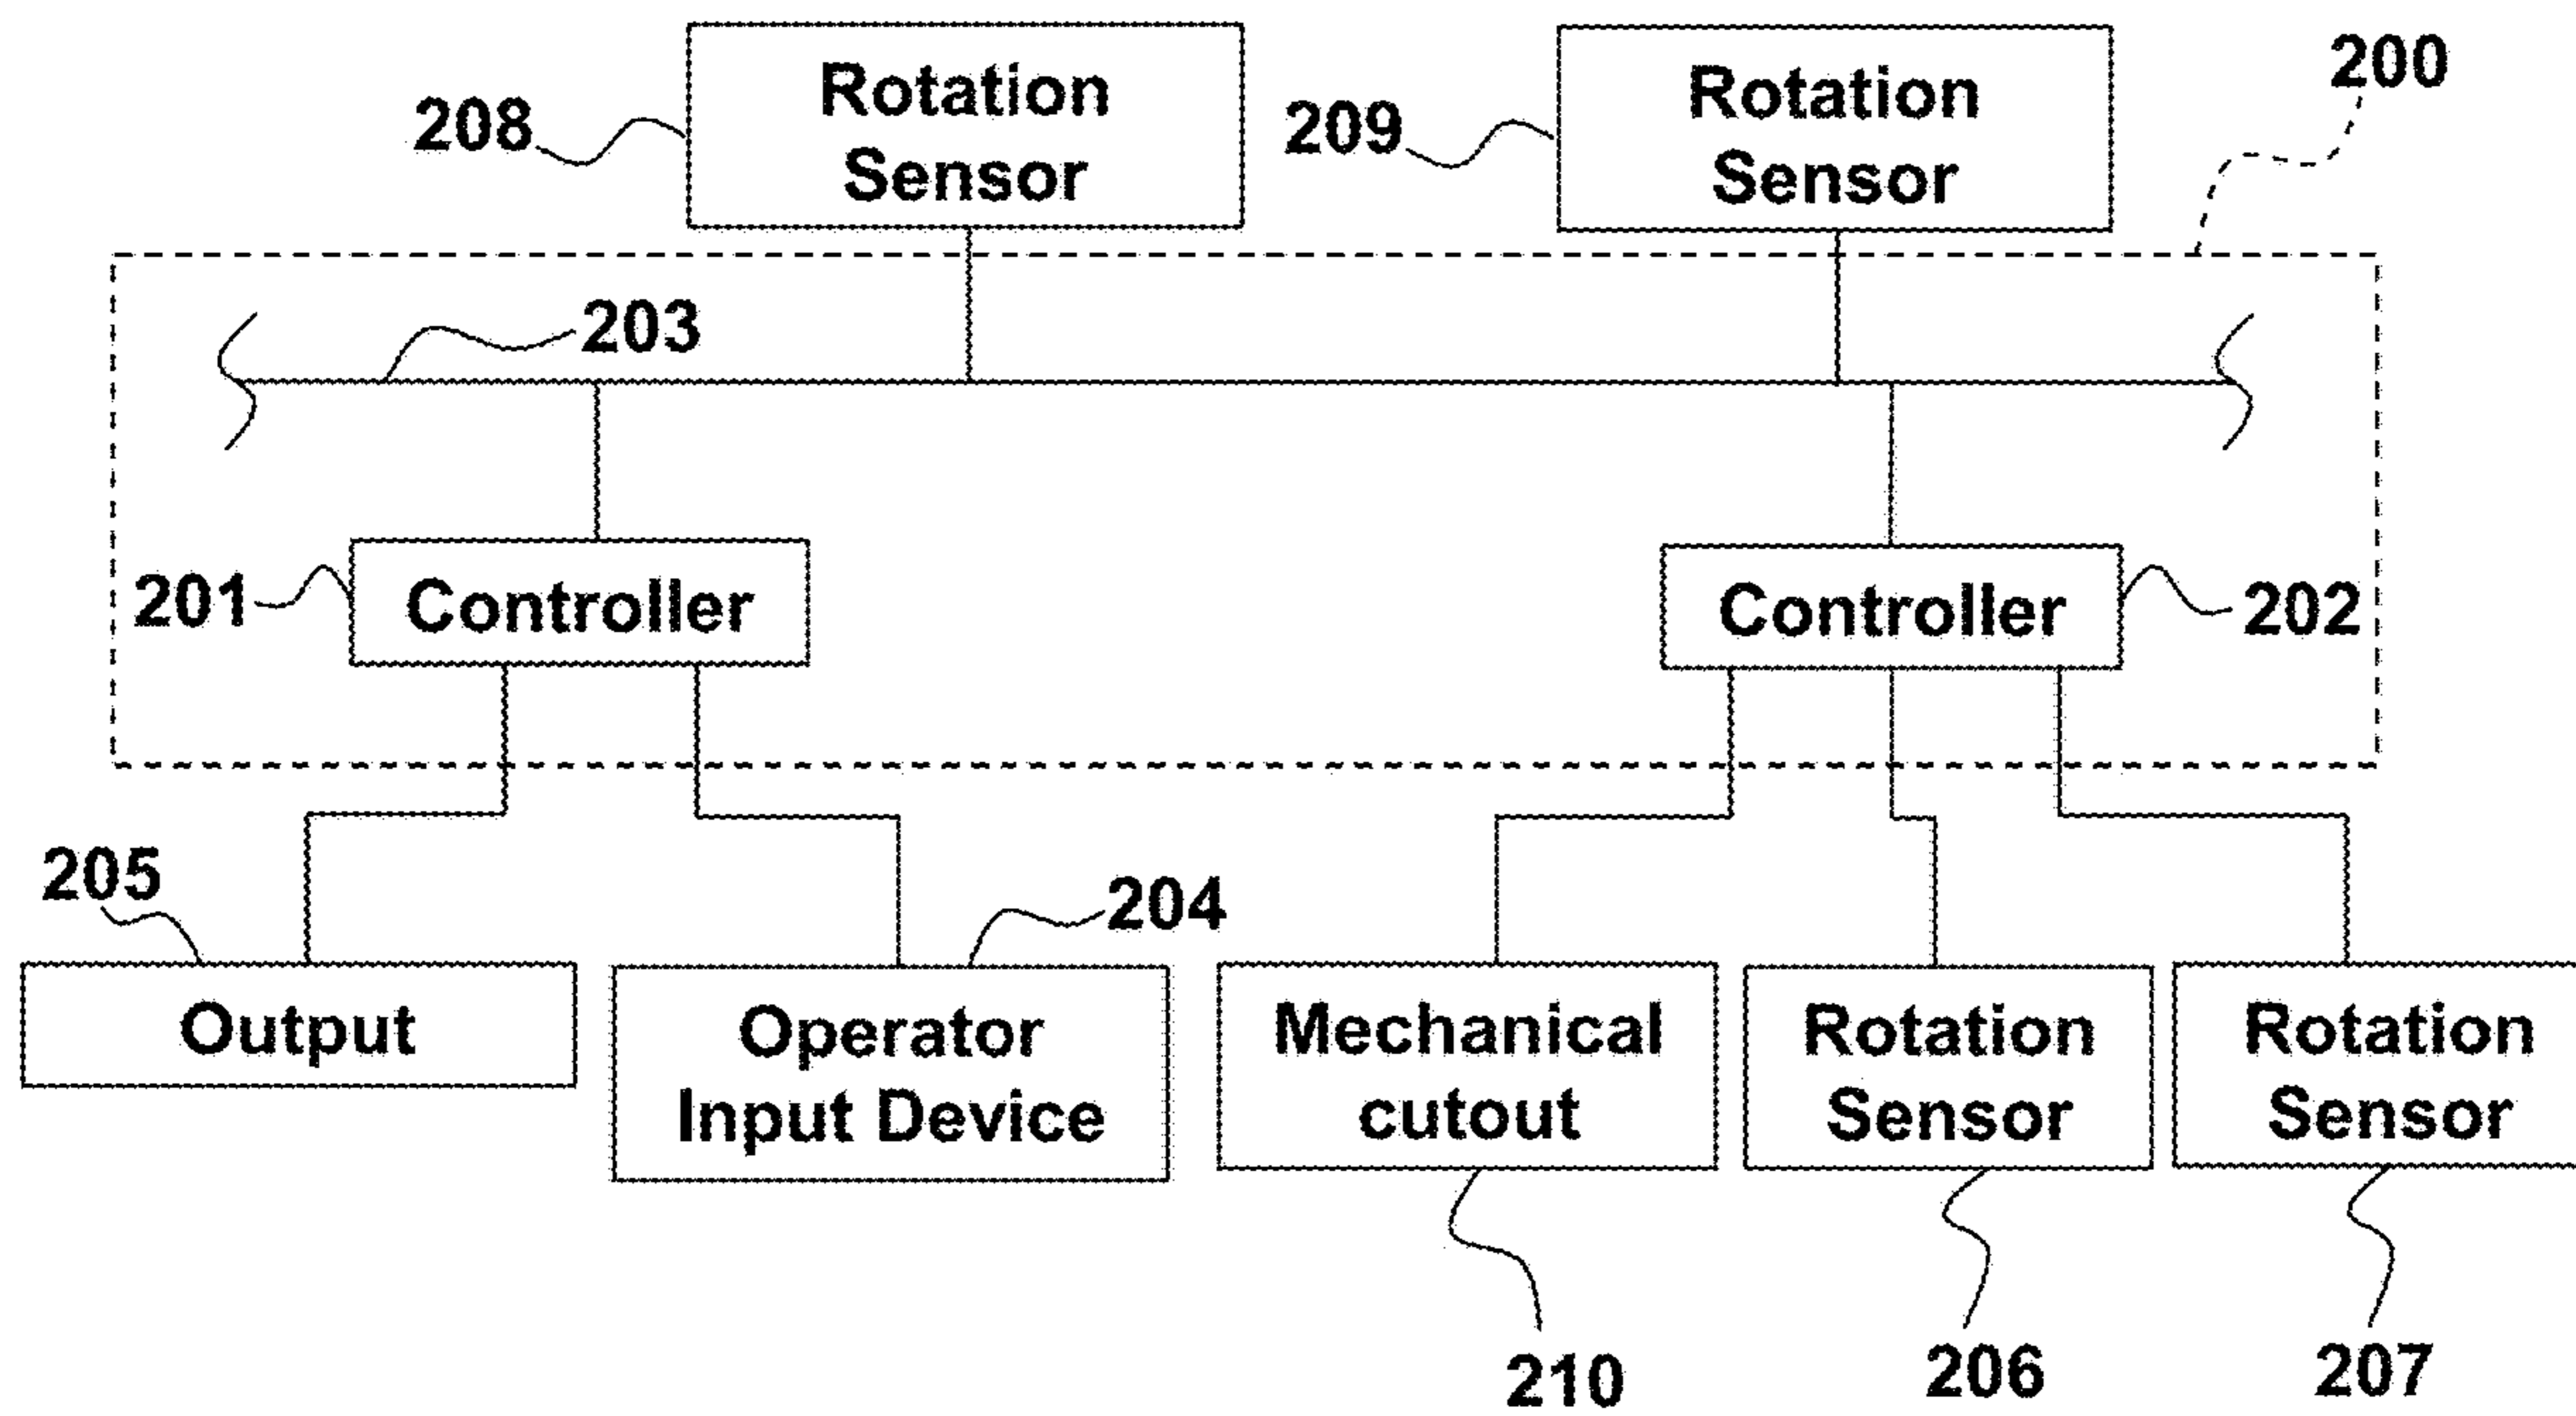 200
208
Rotation
Sensor
209
Rotation
Sensor
203
201
Controller
Controller
202
205
204
Output
Operator
Input Device
Mechanical
cutout
Rotation
Sensor
Rotation
Sensor
210
206
207